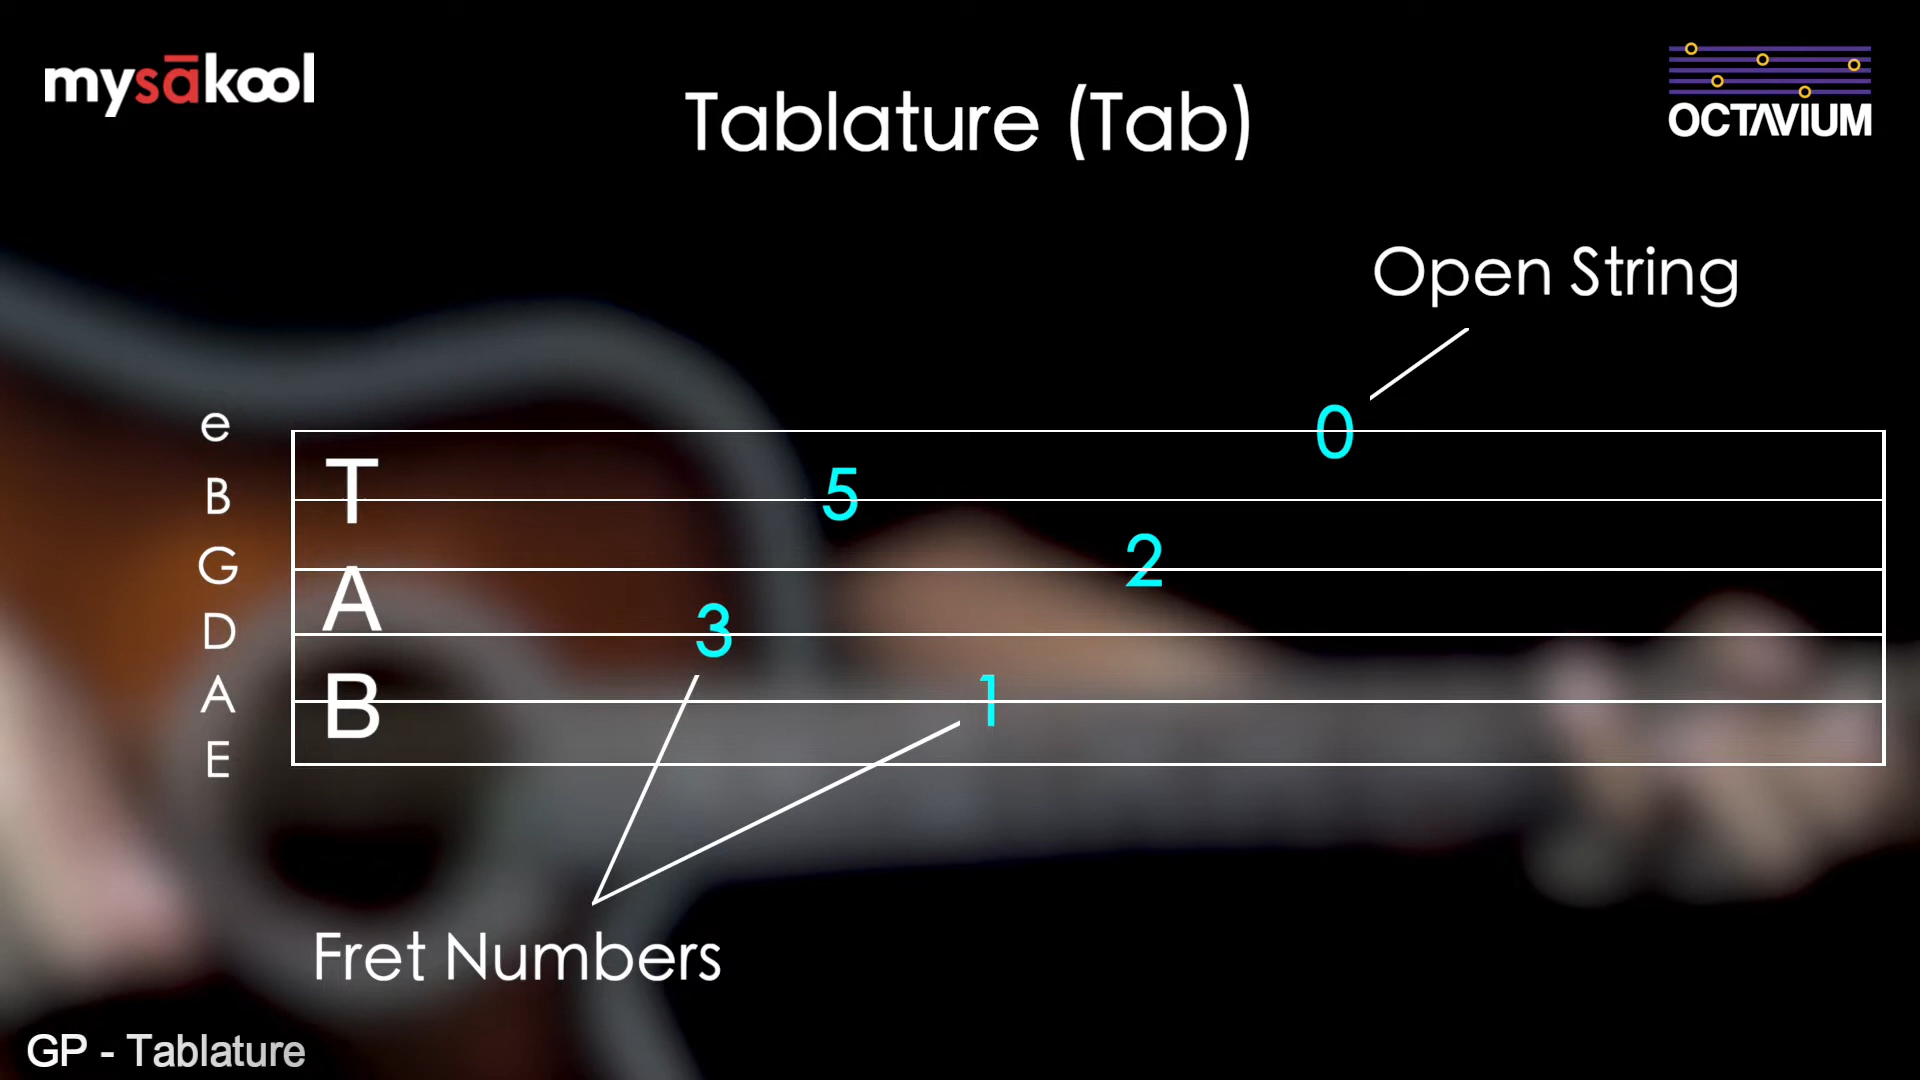 mysākool
OCTAVIUM
Tablature (Tab)
Open String
e
B
G
D
A
E
T
A
B
3
5
1
2
0
Fret Numbers
GP - Tablature